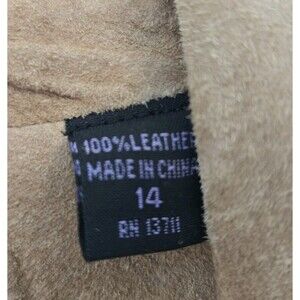 100% LEATHER
MADE IN CHINA
14
RN 13711